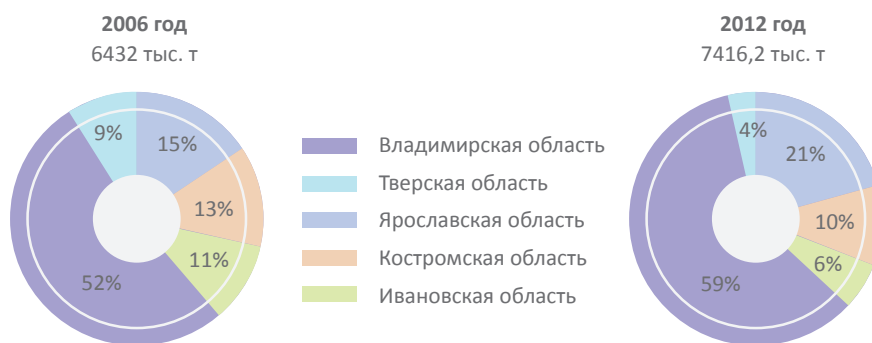 2006 год
6432 тыс. т
9%
15%
13%
11%
52%
Владимирская область
Тверская область
Ярославская область
Костромская область
Ивановская область
2012 год
7416,2 тыс. т
4%
21%
10%
6%
59%